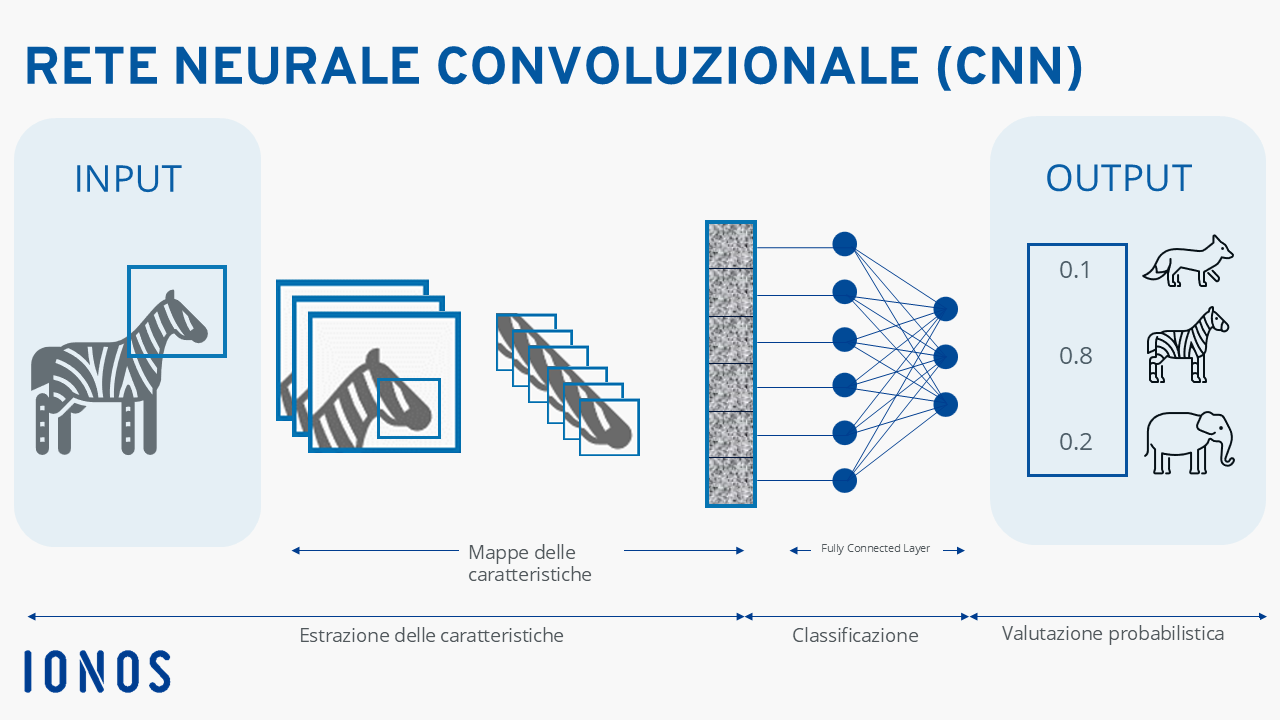 RETE NEURALE CONVOLUZIONALE (CNN)
INPUT
OUTPUT
0.1
0.8
0.2
Mappe delle
caratteristiche
Fully Connected Layer
Estrazione delle caratteristiche
Classificazione
Valutazione probabilistica
IONOS